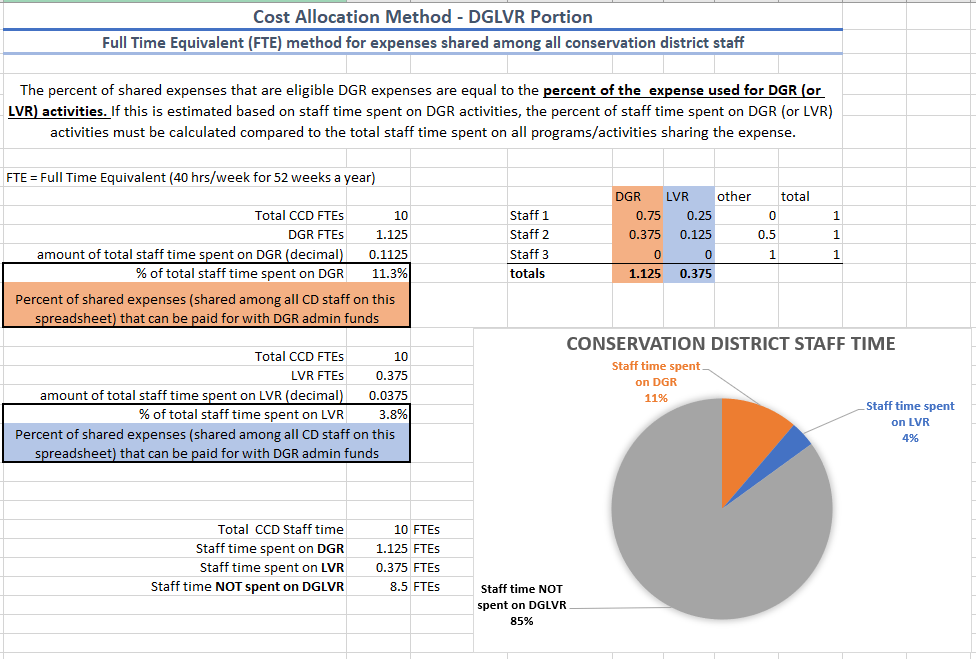 Cost Allocation Method - DGLVR Portion
Full Time Equivalent (FTE) method for expenses shared among all conservation district staff
The percent of shared expenses that are eligible DGR expenses are equal to the percent of the expense used for DGR (or
LVR) activities. If this is estimated based on staff time spent on DGR activities, the percent of staff time spent on DGR (or LVR)
activities must be calculated compared to the total staff time spent on all programs/activities sharing the expense.
FTE = Full Time Equivalent (40 hrs/week for 52 weeks a year)
Total CCD FTEs 10
DGR FTEs 1.125
amount of total staff time spent on DGR (decimal) 0.1125
% of total staff time spent on DGR 11.3%
Percent of shared expenses (shared among all CD staff on this
spreadsheet) that can be paid for with DGR admin funds
DGR LVR other total
Staff 1 0.75 0.25 0 1
Staff 2 0.375 0.125 0.5 1
Staff 3 0 0 1 1
totals 1.125 0.375
Total CCD FTEs 10
LVR FTEs 0.375
amount of total staff time spent on LVR (decimal) 0.0375
% of total staff time spent on LVR 3.8%
Percent of shared expenses (shared among all CD staff on this
spreadsheet) that can be paid for with DGR admin funds
Total CCD Staff time 10 FTEs
Staff time spent on DGR 1.125 FTEs
Staff time spent on LVR 0.375 FTEs
Staff time NOT spent on DGLVR 8.5 FTEs
CONSERVATION DISTRICT STAFF TIME
Staff time spent
on DGR
11%
Staff time spent
on LVR
4%
Staff time NOT
spent on DGLVR
85%